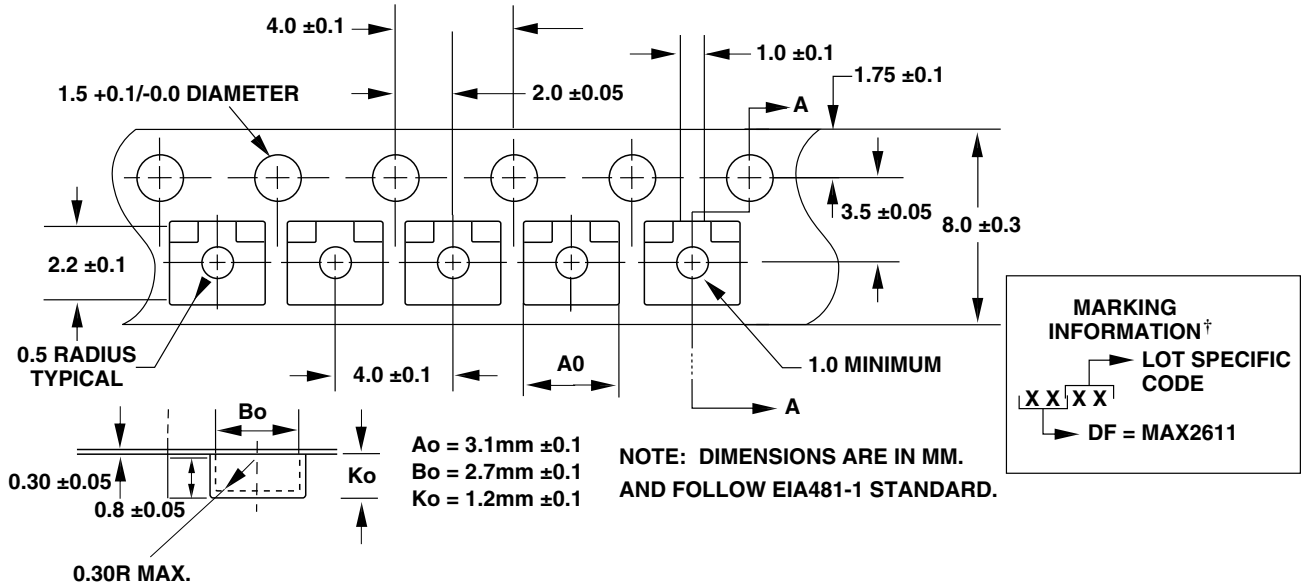 4.0 ±0.1
1.0 ±0.1
1.75 ±0.1
1.5 +0.1/-0.0 DIAMETER
2.0 ±0.05
A
3.5 ±0.05
8.0 ±0.3
2.2 ±0.1
0.5 RADIUS
TYPICAL
4.0 ±0.1
A0
1.0 MINIMUM
A
MARKING
INFORMATION†
LOT SPECIFIC
CODE
X X X X
DF = MAX2611
Bo
Ko
0.30 ±0.05
0.8 ±0.05
0.30R MAX.
Ao = 3.1mm ±0.1
Bo = 2.7mm ±0.1
Ko = 1.2mm ±0.1
NOTE: DIMENSIONS ARE IN MM.
AND FOLLOW EIA481-1 STANDARD.